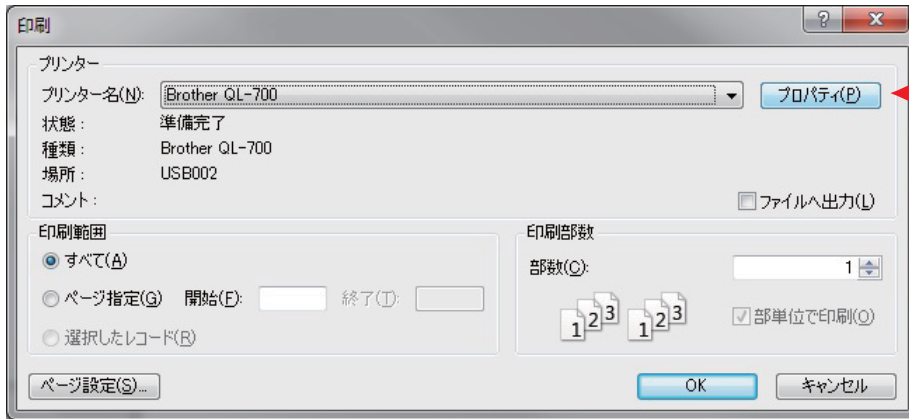 印刷
プリンター
プリンター名(N): Brother QL-700 プロパティ(P)
状態: 準備完了
種類: Brother QL-700
場所: USB002
コメント: ファイルへ出力(L)
印刷範囲
すべて(A)
ページ指定(G) 開始(F): 終了(T):
選択したレコード(R)
印刷部数
部数(C): 1
1 2 3 1 2 3
部単位で印刷(O)
ページ設定(S)... OK キャンセル